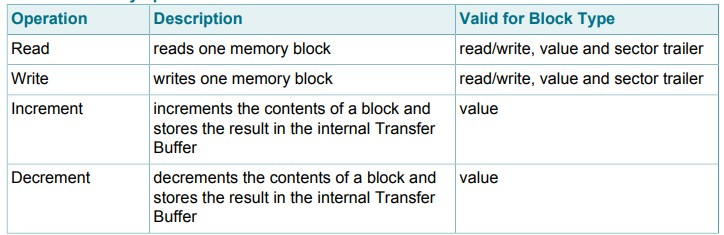 Operation Description Valid for Block Type
Read reads one memory block read/write, value and sector trailer
Write writes one memory block read/write, value and sector trailer
Increment increments the contents of a block and value
stores the result in the internal Transfer
Buffer
Decrement decrements the contents of a block and value
stores the result in the internal Transfer
Buffer